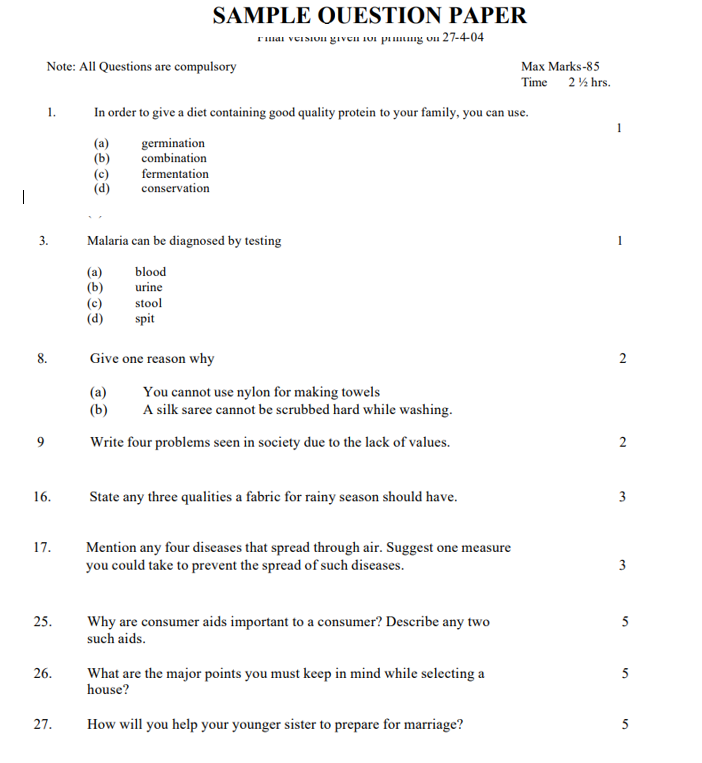 SAMPLE QUESTION PAPER
Final version given for printing on 27-4-04
Note: All Questions are compulsory Max Marks-85
Time 2 ½ hrs.
1. In order to give a diet containing good quality protein to your family, you can use.
1
(a) germination
(b) combination
(c) fermentation
(d) conservation
3. Malaria can be diagnosed by testing 1
(a) blood
(b) urine
(c) stool
(d) spit
8. Give one reason why 2
(a) You cannot use nylon for making towels
(b) A silk saree cannot be scrubbed hard while washing.
9 Write four problems seen in society due to the lack of values. 2
16. State any three qualities a fabric for rainy season should have. 3
17. Mention any four diseases that spread through air. Suggest one measure
you could take to prevent the spread of such diseases. 3
25. Why are consumer aids important to a consumer? Describe any two 5
such aids.
26. What are the major points you must keep in mind while selecting a 5
house?
27. How will you help your younger sister to prepare for marriage? 5